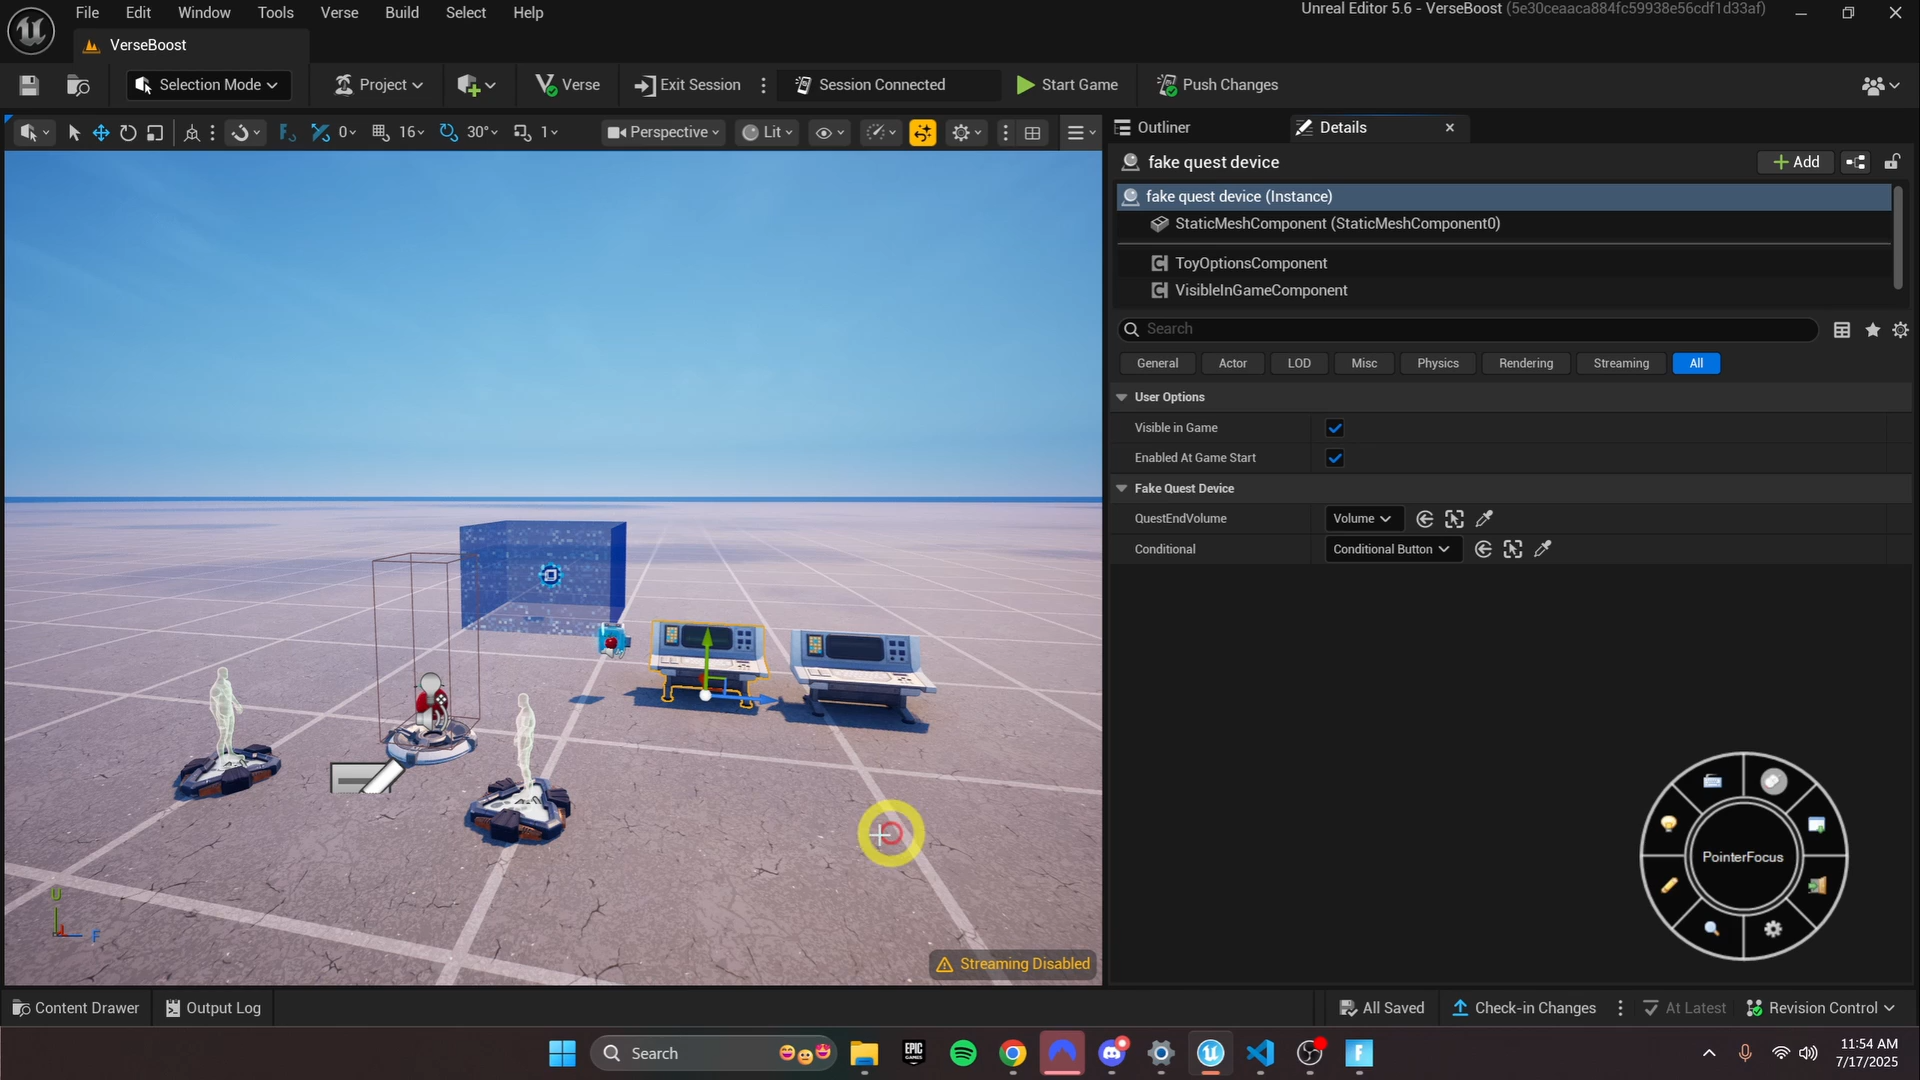 File Edit Window Tools Verse Build Select Help
Unreal Editor 5.6 - VerseBoost (5e30ceaaca884fc59938e56cdf1d33af)
VerseBoost
Selection Mode
Project
Verse
Exit Session
Session Connected
Start Game
Push Changes
0
16
30°
1
Perspective
Lit
Outliner
Details
fake quest device
Add
fake quest device (Instance)
StaticMeshComponent (StaticMeshComponent0)
ToyOptionsComponent
VisibleInGameComponent
Search
General Actor LOD Misc Physics Rendering Streaming All
User Options
Visible in Game
Enabled At Game Start
Fake Quest Device
QuestEndVolume Volume
Conditional Conditional Button
PointerFocus
U
F
Streaming Disabled
Content Drawer
Output Log
All Saved
Check-in Changes
At Latest
Revision Control
Search
EPIC GAMES
11:54 AM
7/17/2025